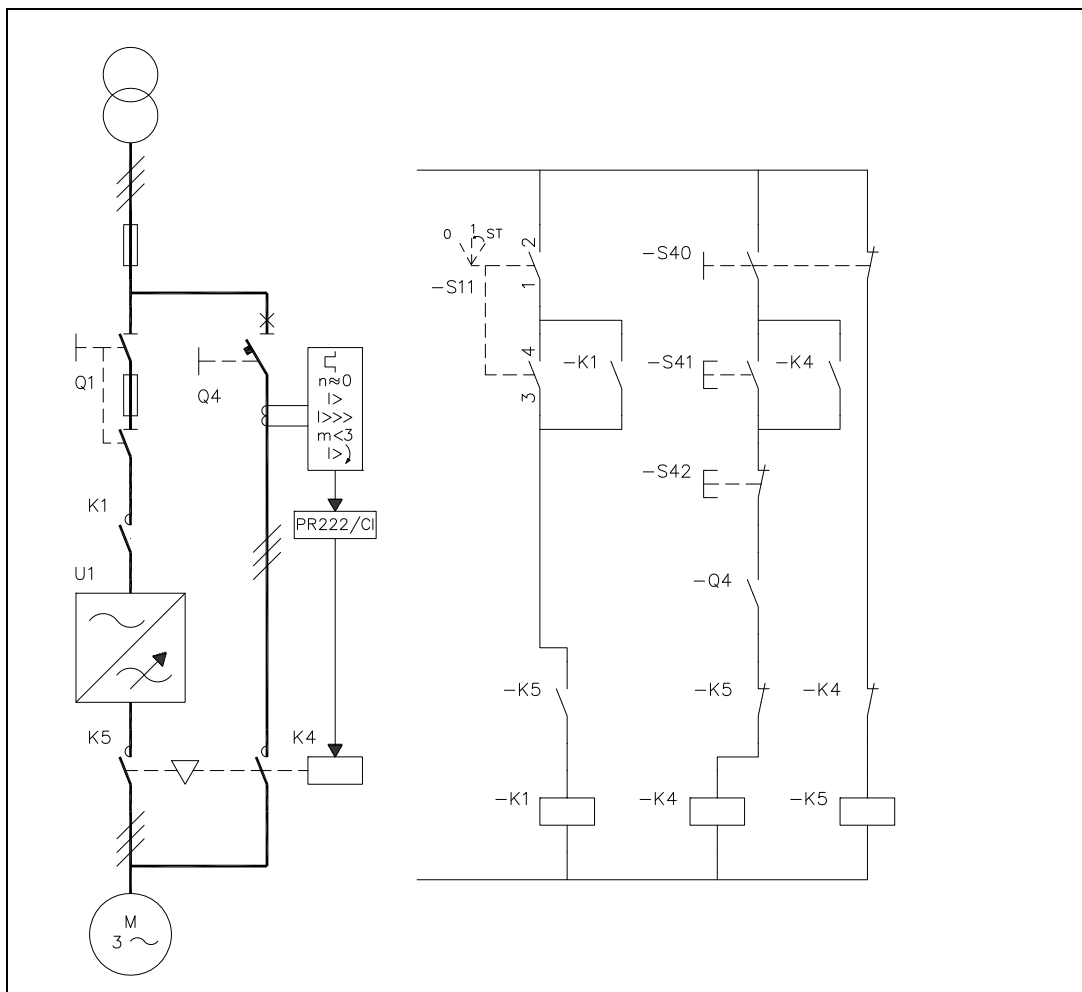 Q1
K1
U1
K5
M
3
Q4
n≈0
I>
I>>>
m<3
I>
PR222/CI
K4
0
1
ST
-S11
2
1
4
3
-K1
-K5
-K1
-S40
-S41
-K4
-S42
-Q4
-K5
-K4
-K4
-K5